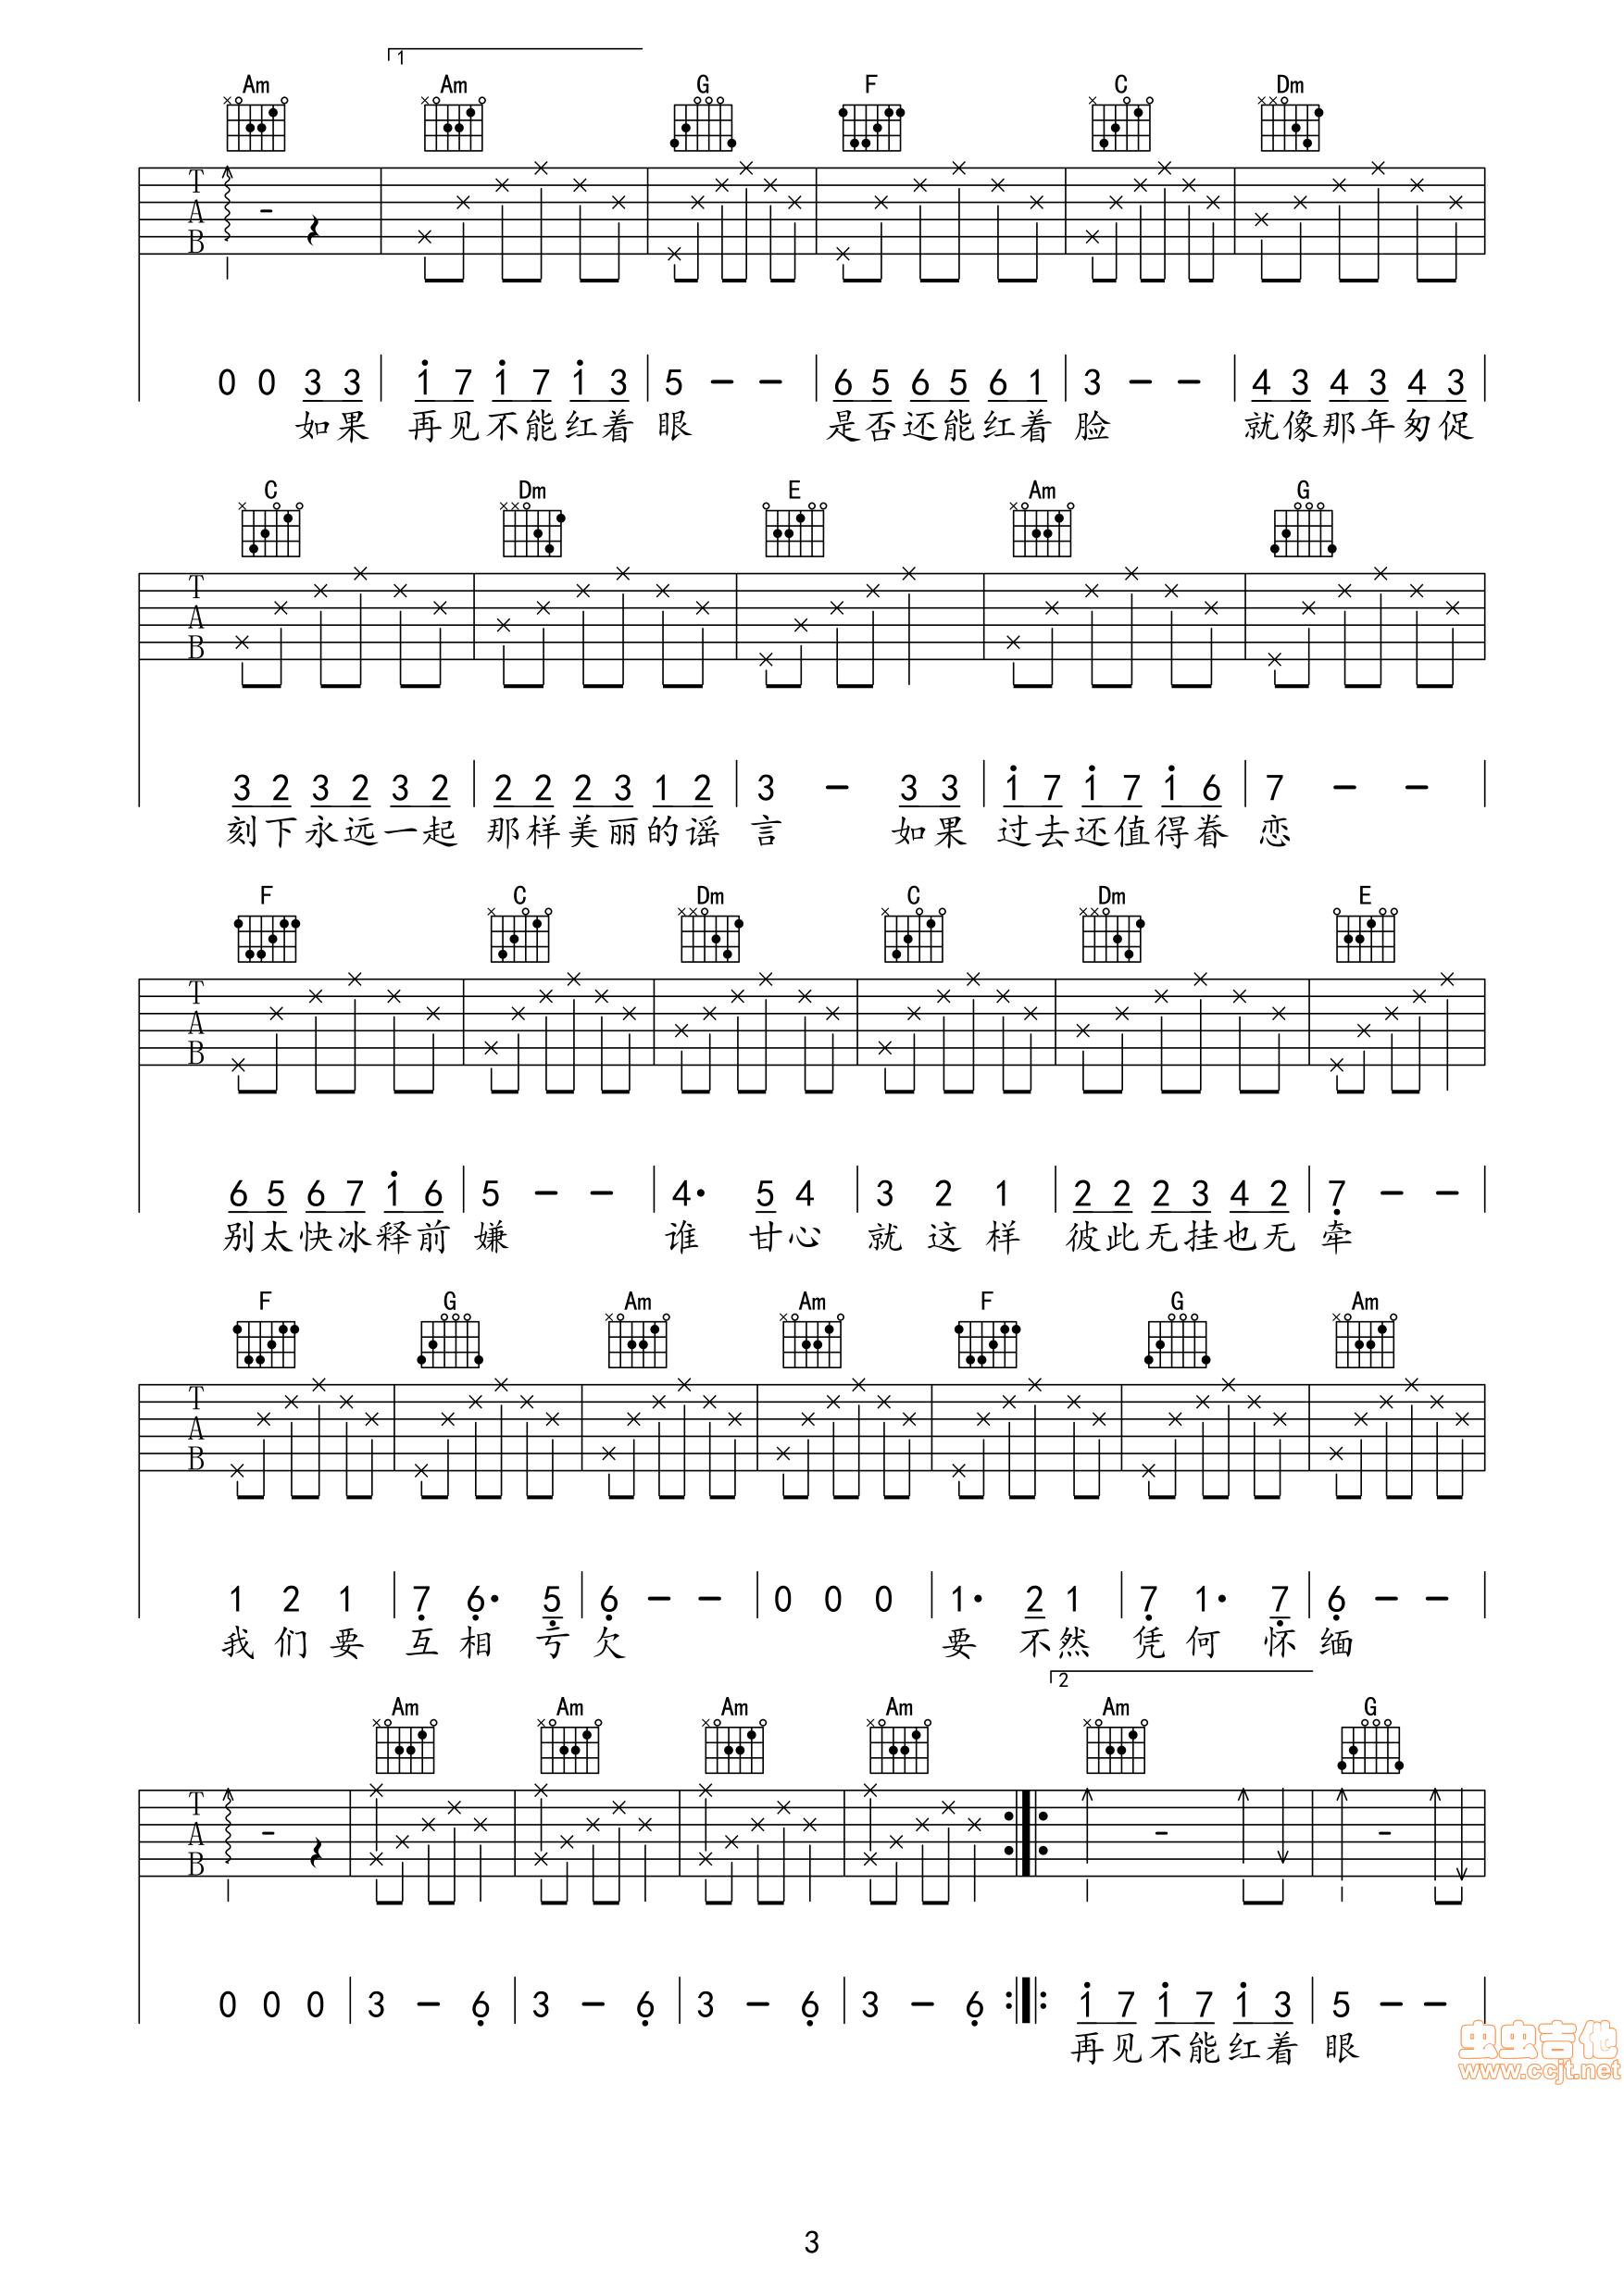 1
Am Am G F C Dm
T
A
B
0 0 3 3 | 1 7 1 7 1 3 | 5 — — | 6 5 6 5 6 1 | 3 — — | 4 3 4 3 4 3 |
如果 再见不能红着 眼 是否还能红着 脸 就像那年匆促
C Dm E Am G
T
A
B
3 2 3 2 3 2 | 2 2 2 3 1 2 | 3 — 3 3 | 1 7 1 7 1 6 | 7 — — |
刻下永远一起 那样美丽的谣 言 如果 过去还值得眷 恋
F C Dm C Dm E
T
A
B
6 5 6 7 1 6 | 5 — — | 4· 5 4 | 3 2 1 | 2 2 2 3 4 2 | 7 — — |
别太快冰释前 嫌 谁 甘心 就这样 彼此无挂也无 牵
F G Am Am F G Am
T
A
B
1 2 1 | 7 6· 5 | 6 — — | 0 0 0 | 1· 2 1 | 7 1· 7 | 6 — — |
我们要 互相亏 欠 要 不然 凭何怀 缅
2
Am Am Am Am Am G
T
A
B
0 0 0 | 3 — 6 | 3 — 6 | 3 — 6 | 3 — 6 :‖: 1 7 1 7 1 3 | 5 — — |
再见不能红着 眼
虫虫吉他
www.ccjt.net
3